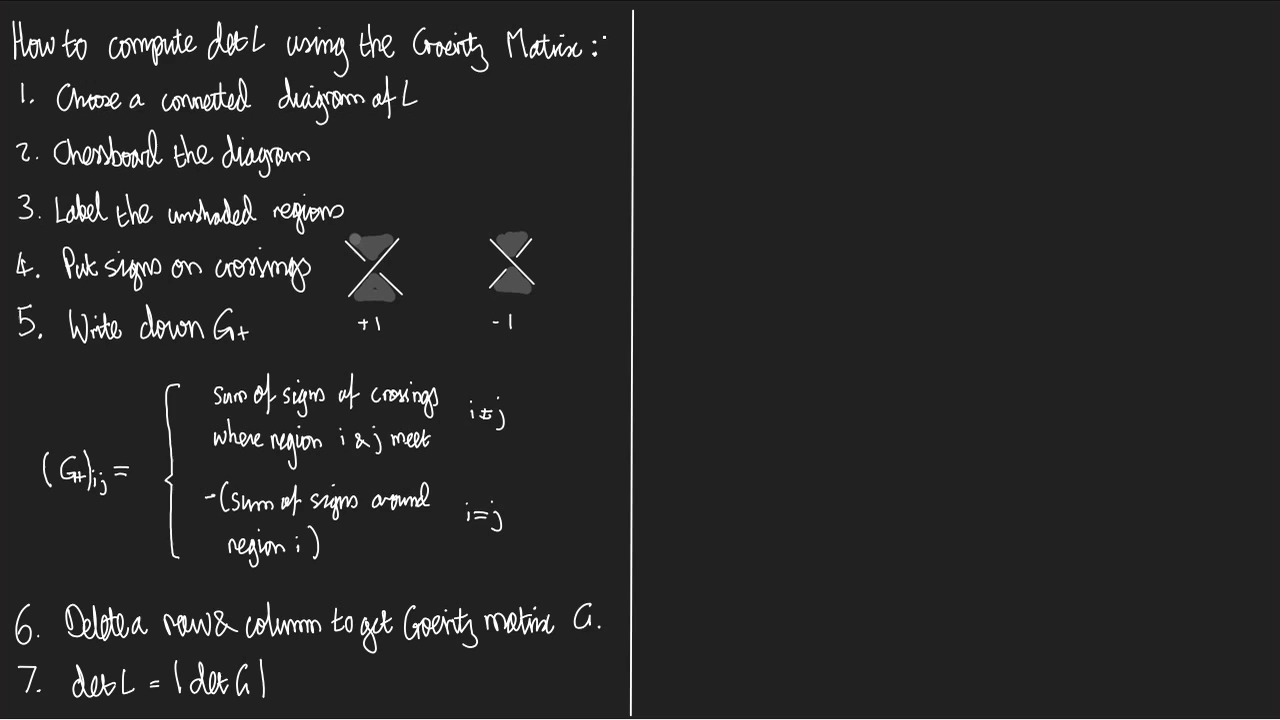 How to compute det L using the Goeritz Matrix :
1. Choose a connected diagram of L
2. Chessboard the diagram
3. Label the unshaded regions
4. Put signs on crossings
+1 -1
5. Write down G+
(G+)ij = { sum of signs of crossings
where region i & j meet i≠j
-(sum of signs around
region i) i=j
6. Delete a row & column to get Goeritz matrix G.
7. det L = |det G|